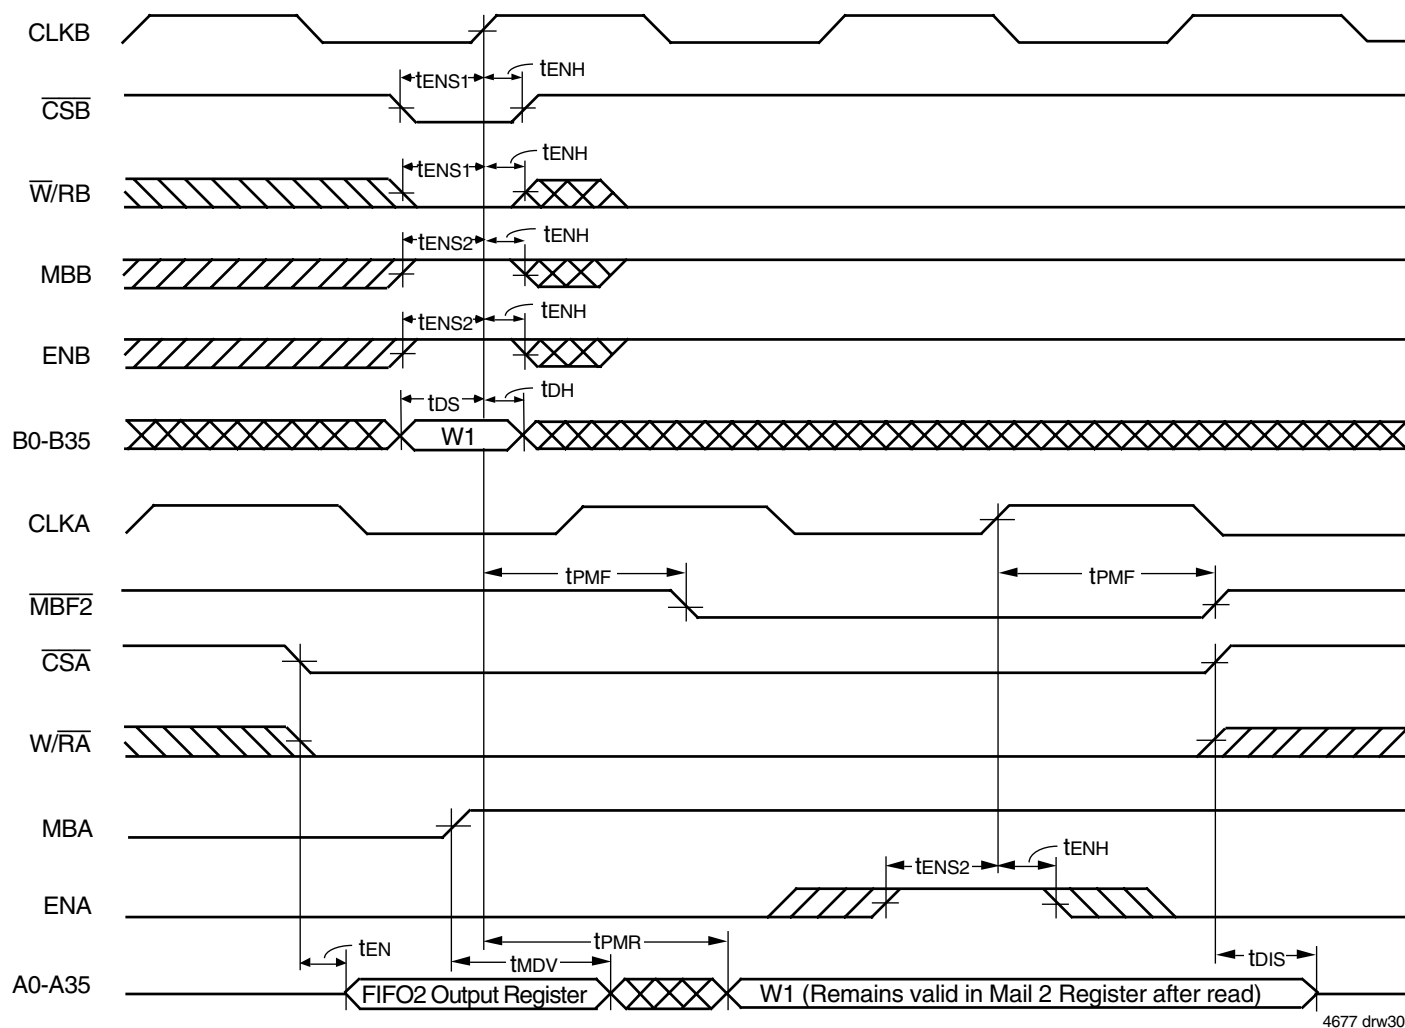 CLKB
tENS1
tENH
CSB
tENS1
tENH
W/RB
tENS2
tENH
MBB
tENS2
tENH
ENB
tDS
tDH
B0-B35
W1
CLKA
tPMF
tPMF
MBF2
CSA
W/RA
MBA
tENS2
tENH
ENA
tEN
tPMR
tMDV
tDIS
A0-A35
FIFO2 Output Register
W1 (Remains valid in Mail 2 Register after read)
4677 drw30